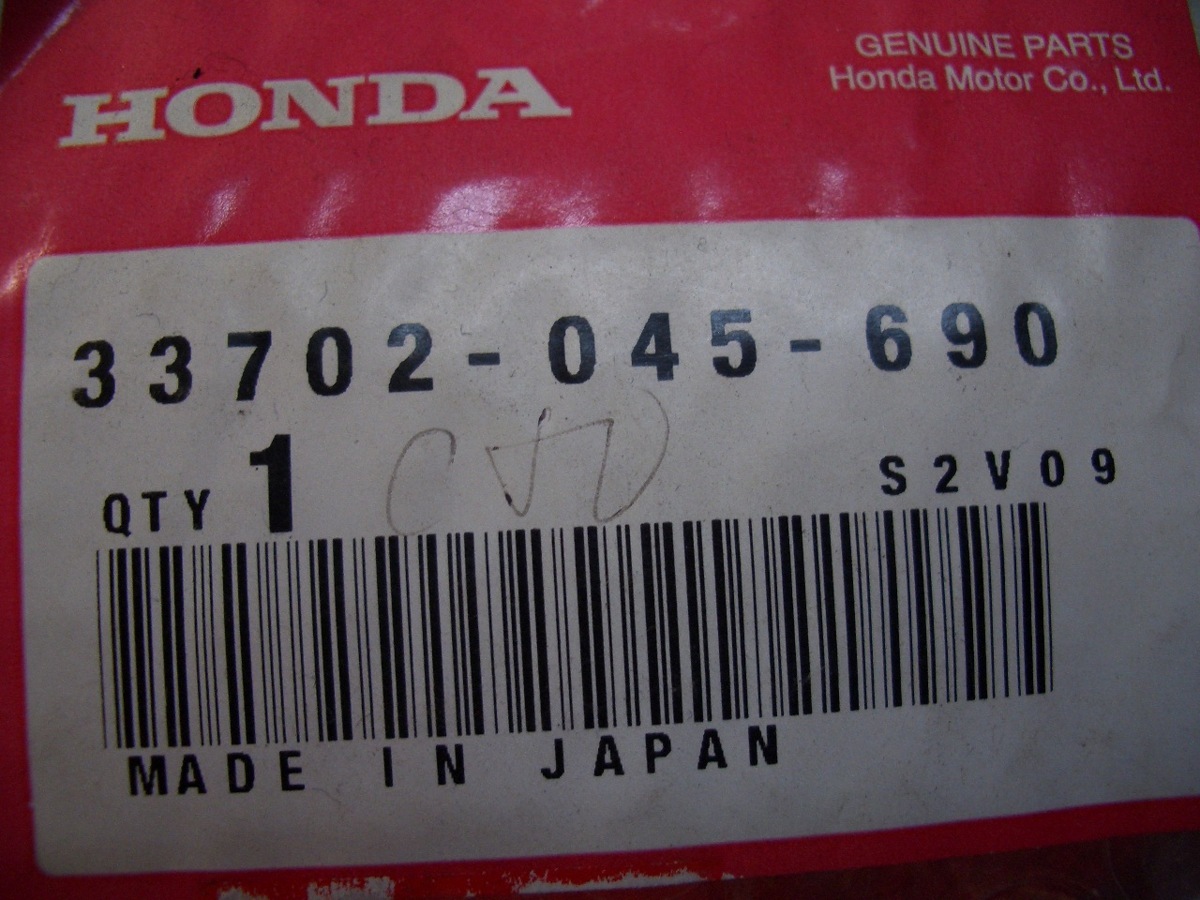 HONDA
GENUINE PARTS
Honda Motor Co., Ltd.
33702-045-690
QTY 1
S2V09
MADE IN JAPAN